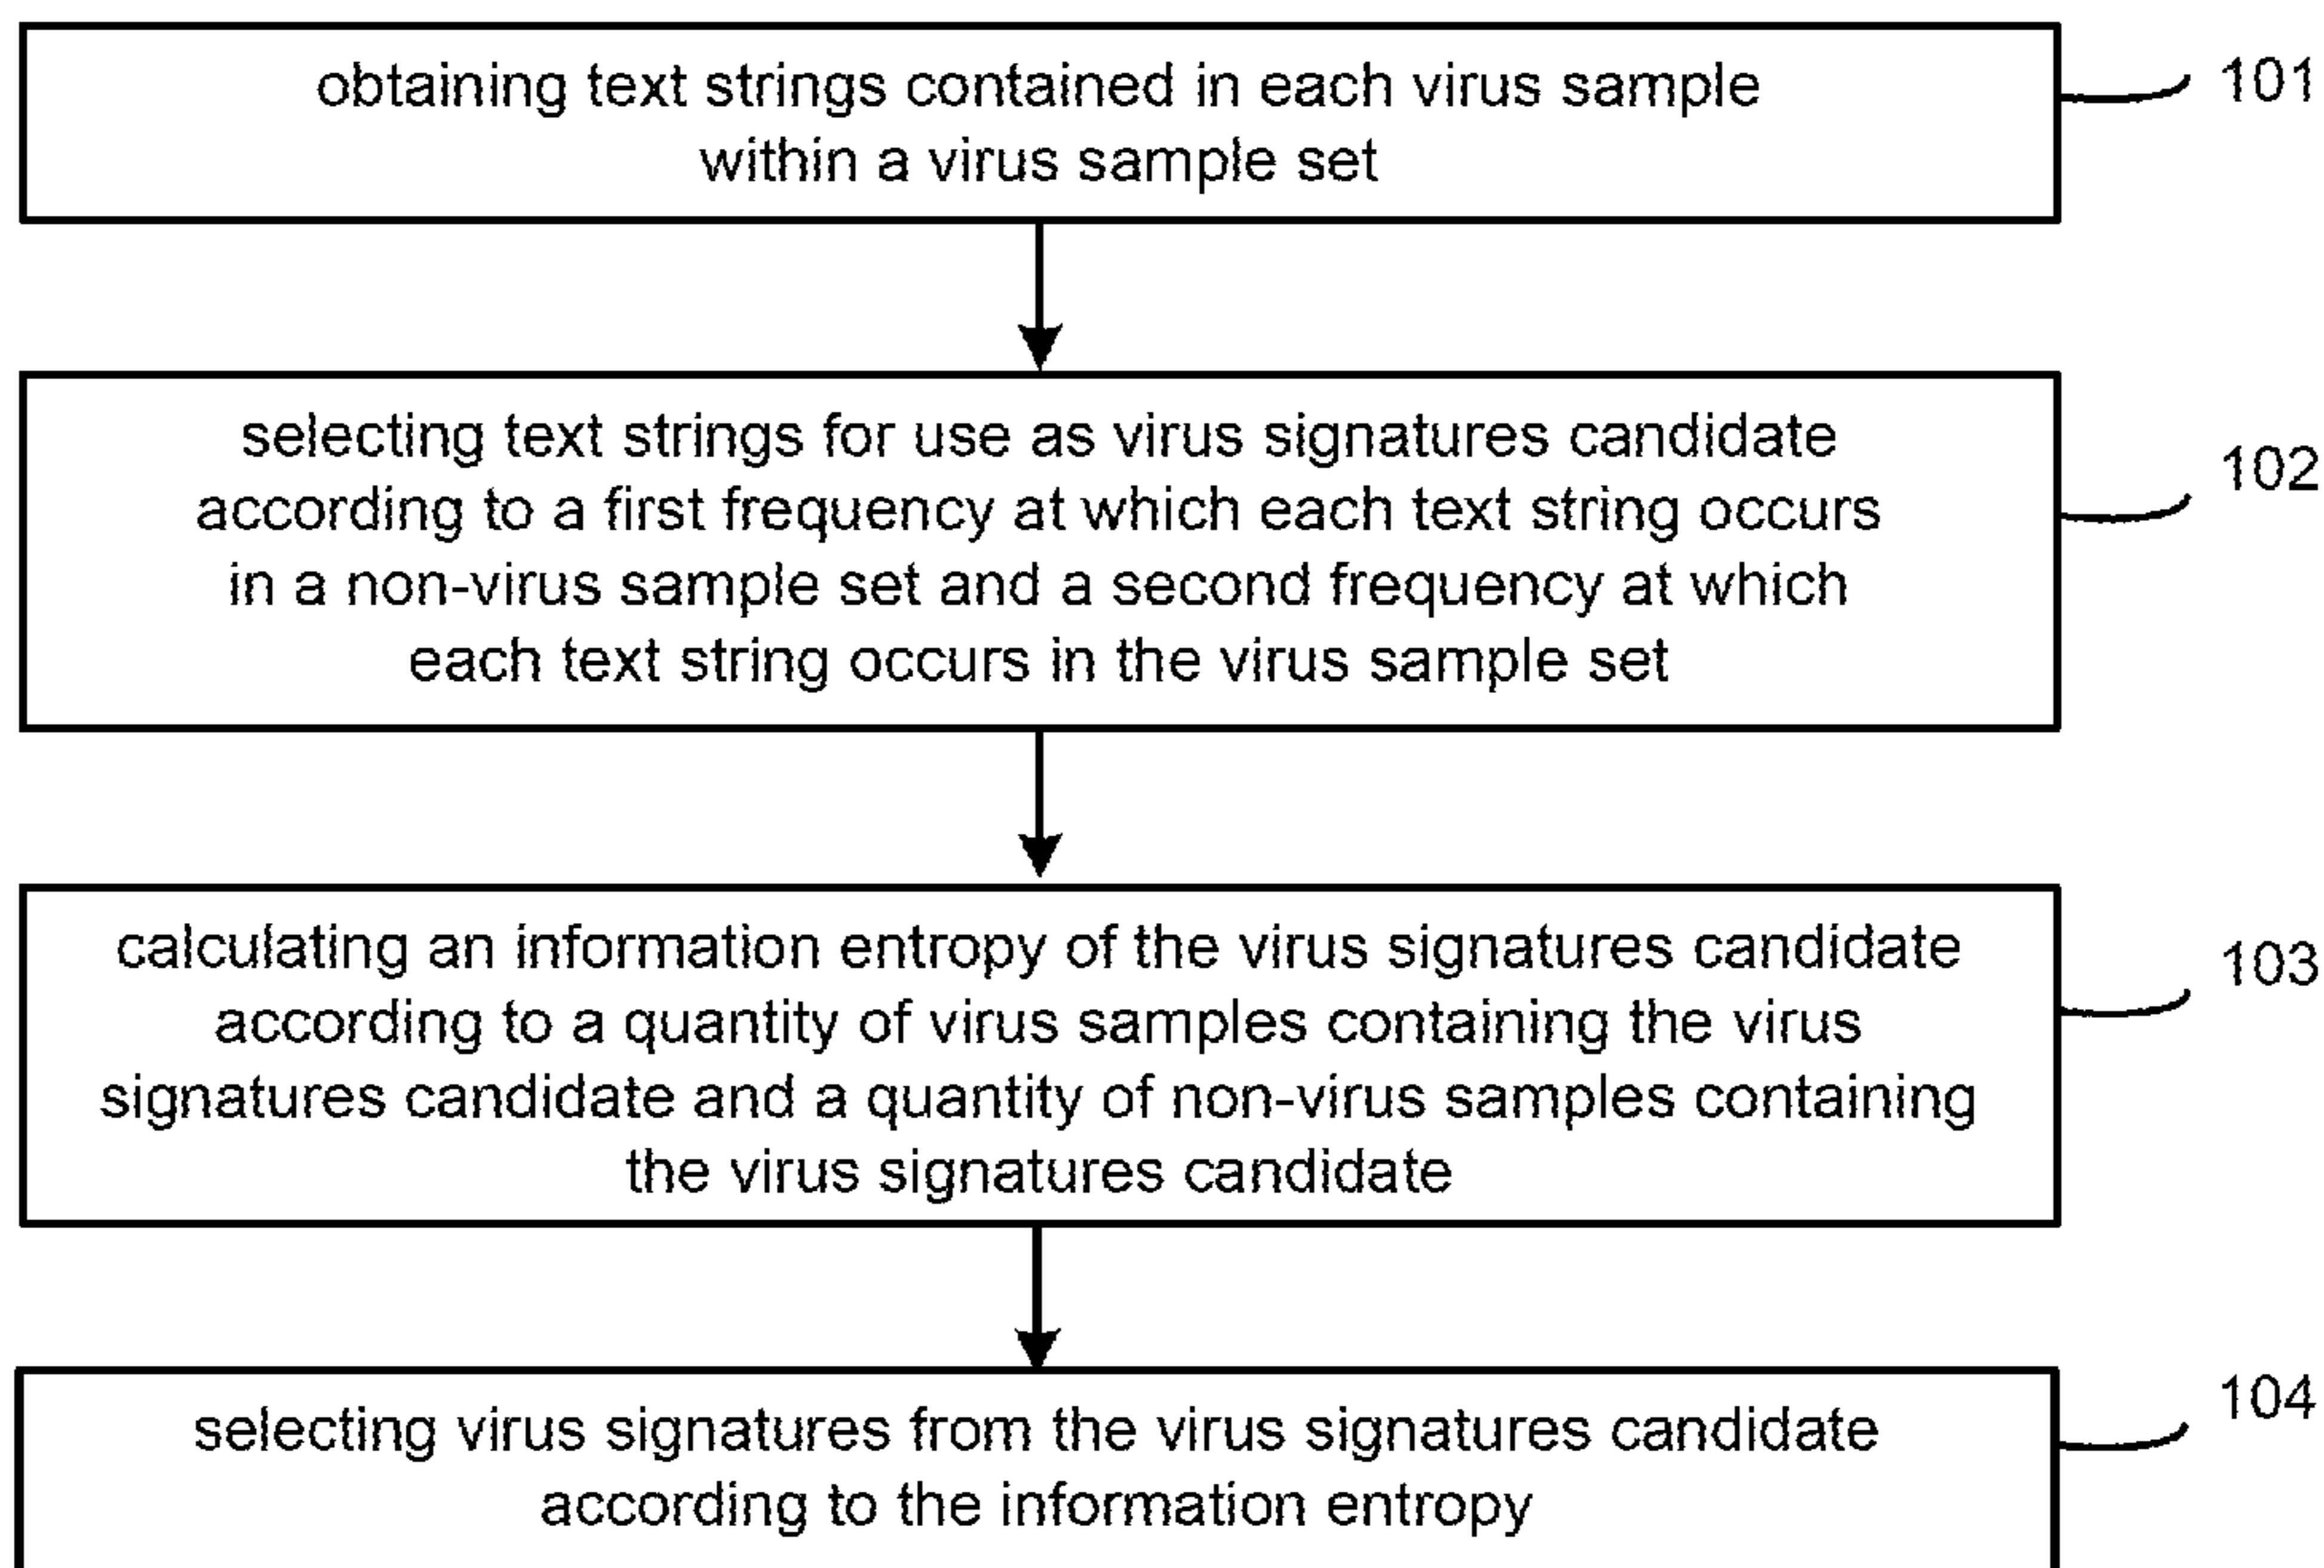 obtaining text strings contained in each virus sample
within a virus sample set
101
selecting text strings for use as virus signatures candidate
according to a first frequency at which each text string occurs
in a non-virus sample set and a second frequency at which
each text string occurs in the virus sample set
102
calculating an information entropy of the virus signatures candidate
according to a quantity of virus samples containing the virus
signatures candidate and a quantity of non-virus samples containing
the virus signatures candidate
103
selecting virus signatures from the virus signatures candidate
according to the information entropy
104